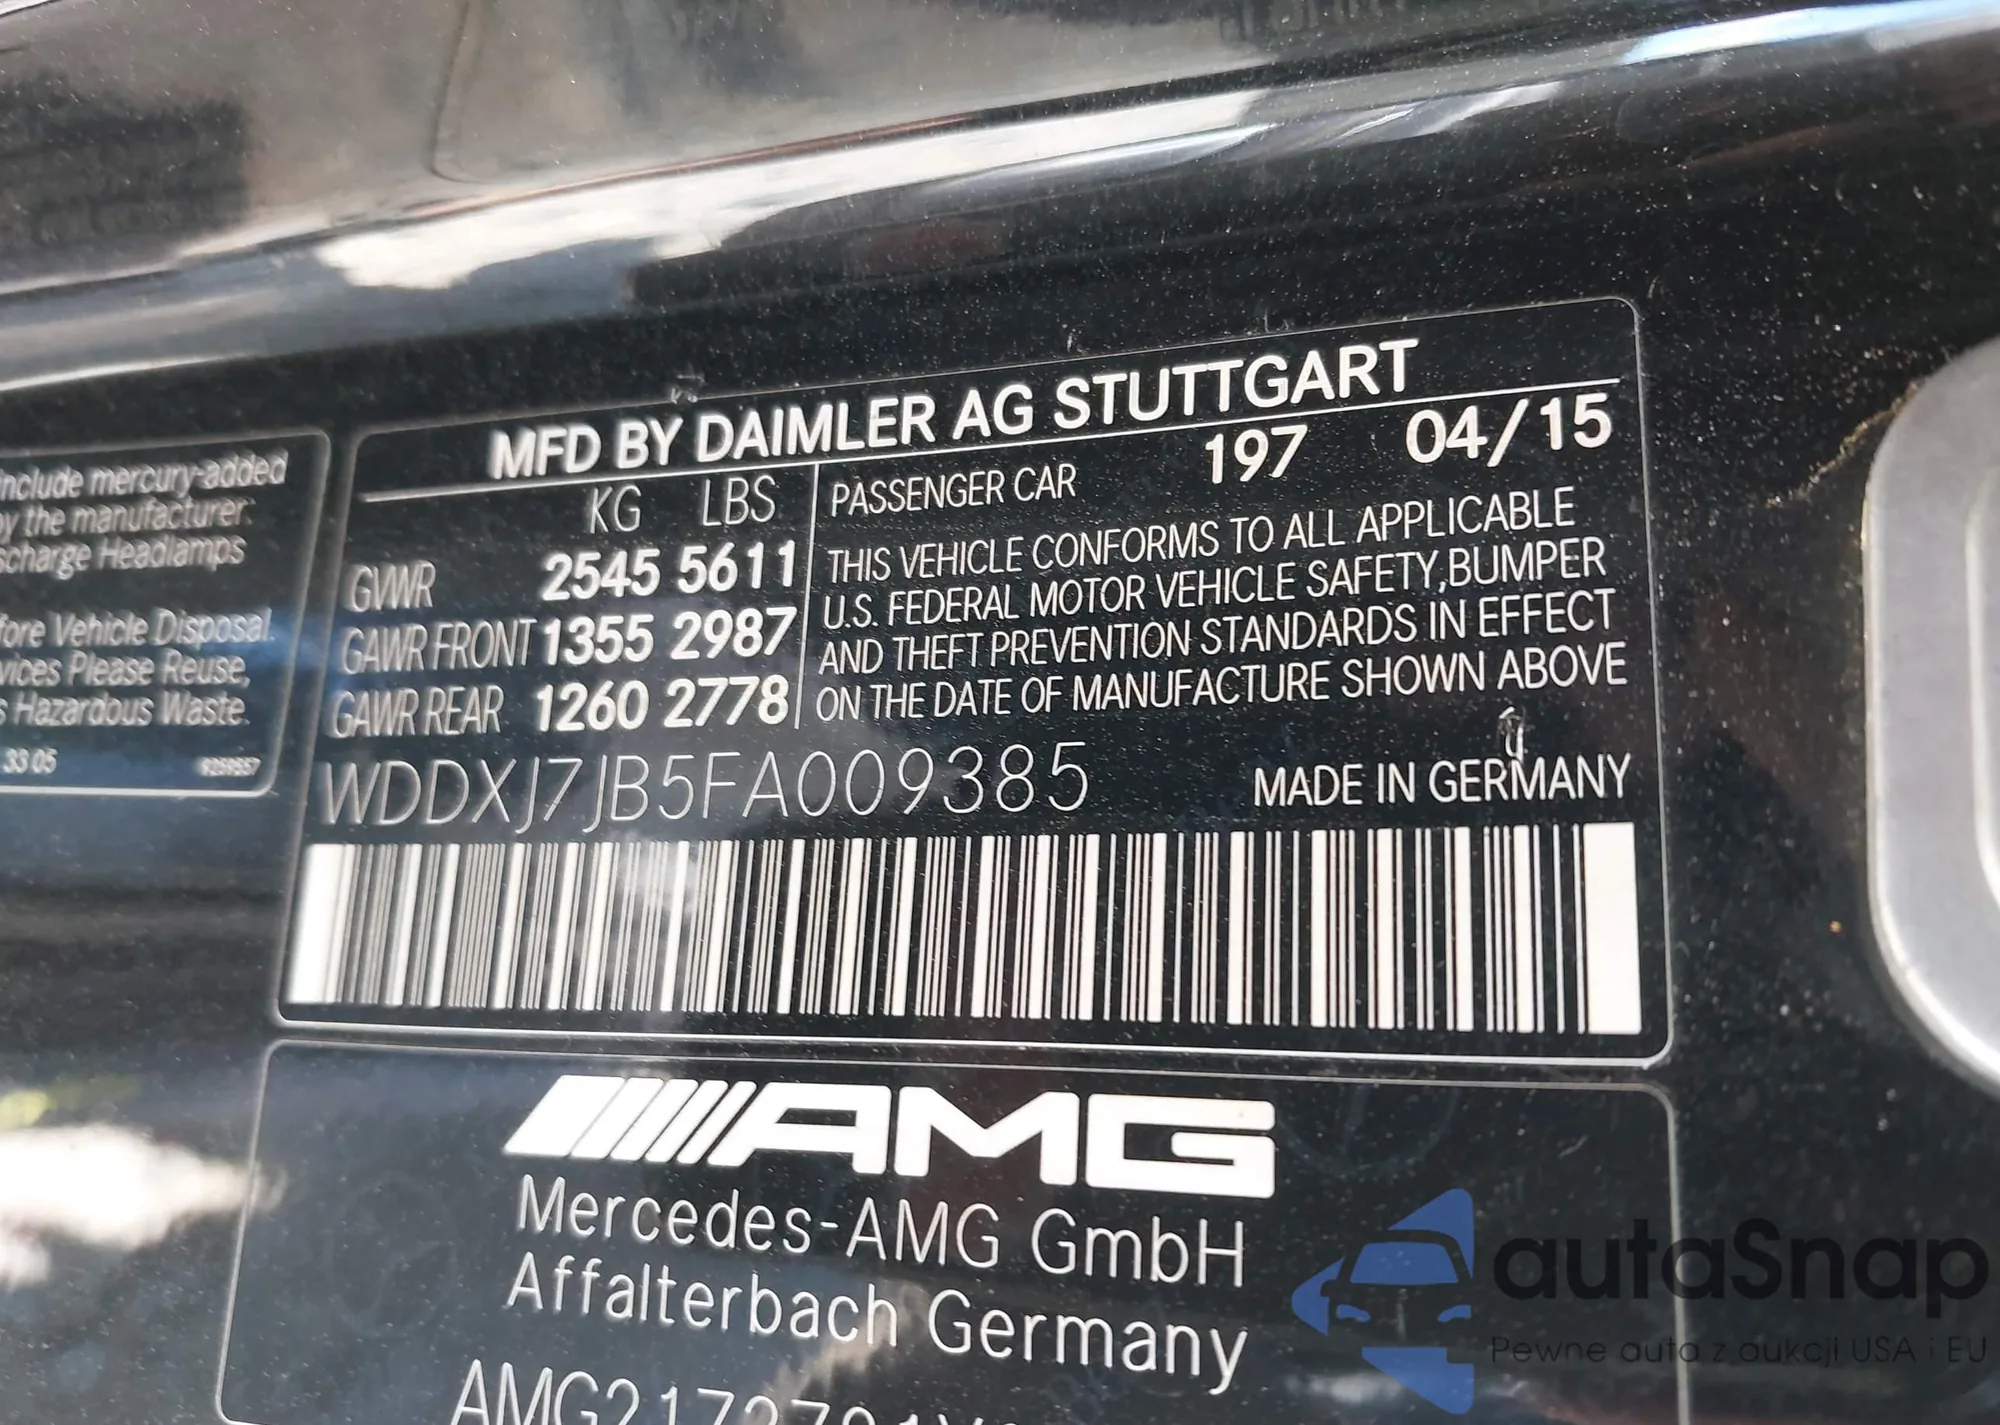 include mercury-added
by the manufacturer.
scharge Headlamps
fore Vehicle Disposal.
vices Please Reuse,
s Hazardous Waste.
33 05
MFD BY DAIMLER AG STUTTGART
KG LBS
GVWR 2545 5611
GAWR FRONT 1355 2987
GAWR REAR 1260 2778
PASSENGER CAR 197 04/15
THIS VEHICLE CONFORMS TO ALL APPLICABLE
U.S. FEDERAL MOTOR VEHICLE SAFETY,BUMPER
AND THEFT PREVENTION STANDARDS IN EFFECT
ON THE DATE OF MANUFACTURE SHOWN ABOVE
WDDXJ7JB5FA009385 MADE IN GERMANY
AMG
Mercedes-AMG GmbH
Affalterbach Germany
autaSnap
Pewne auta z aukcji USA i EU